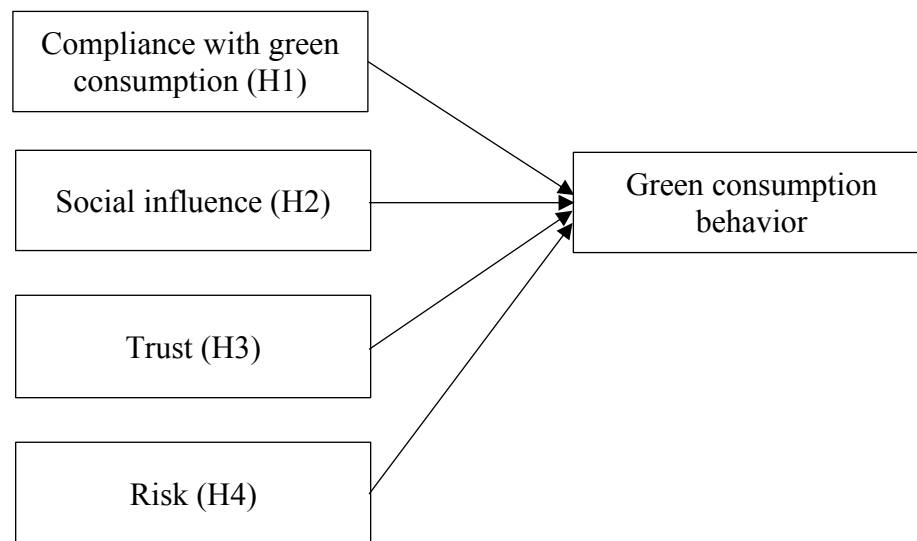 Compliance with green
consumption (H1)
Social influence (H2)
Green consumption
behavior
Trust (H3)
Risk (H4)